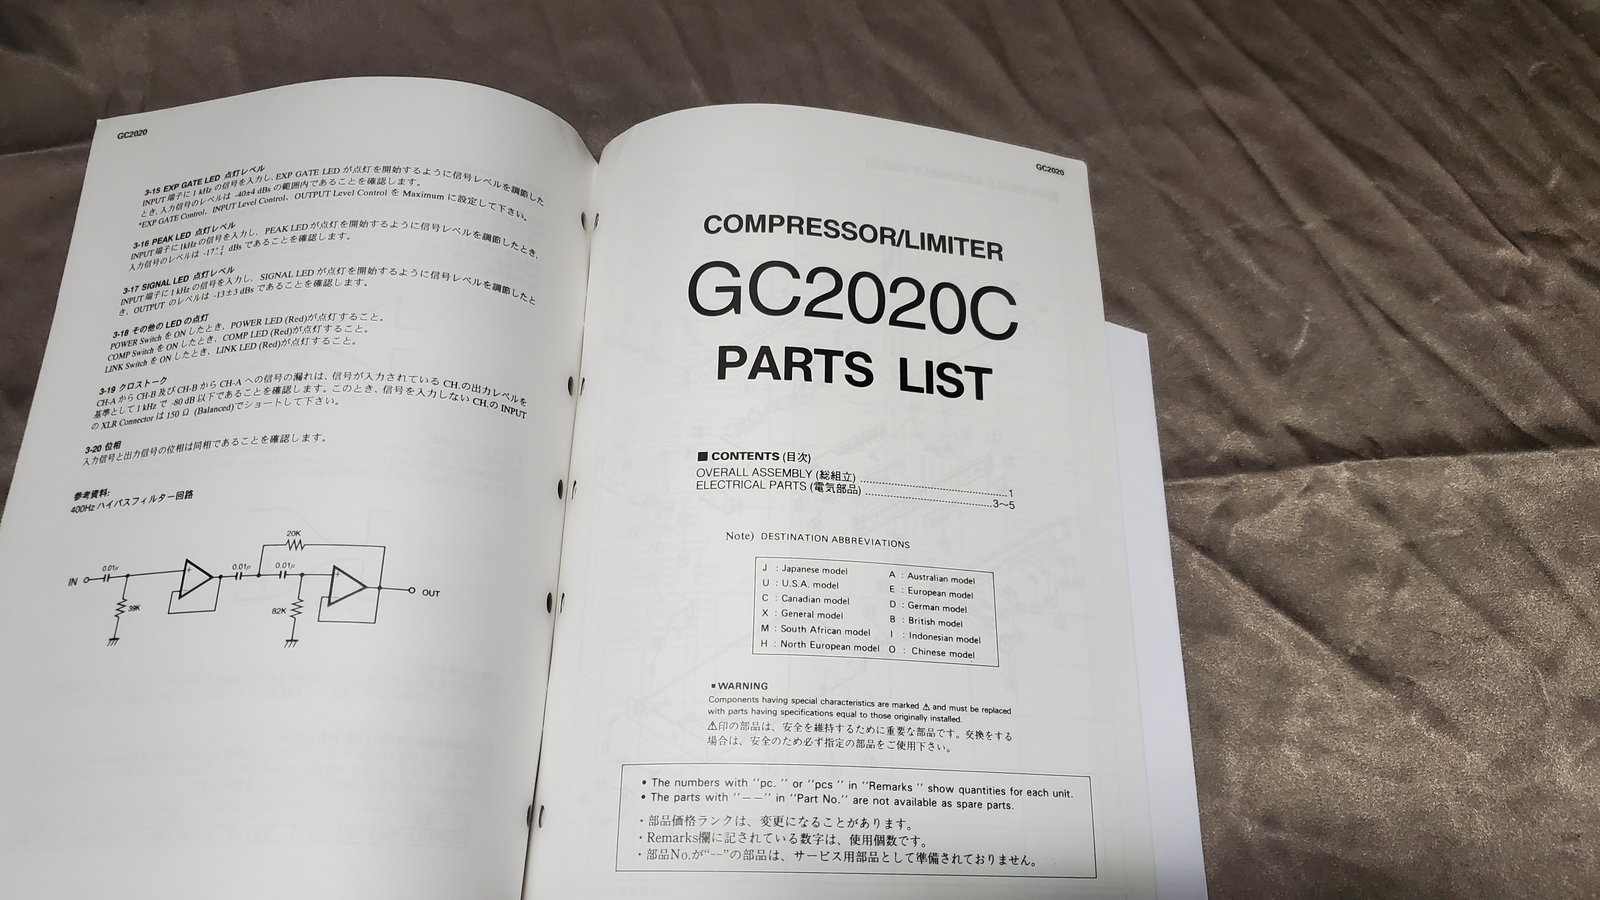 GC2020
3-15 EXP GATE LED 点灯レベル
INPUT 端子に 1 kHz の信号を入力し、EXP GATE LED が点灯を開始するように信号レベルを調節した
とき、入力信号のレベルは -40±4 dBs の範囲内であることを確認します。
*EXP GATE Control、INPUT Level Control、OUTPUT Level Control を Maximum に設定して下さい。
3-16 PEAK LED 点灯レベル
INPUT 端子に1kHzの信号を入力し、PEAK LEDが点灯を開始するように信号レベルを調節したとき、
入力信号のレベルは -17 dBs であることを確認します。
3-17 SIGNAL LED 点灯レベル
INPUT 端子に 1 kHz の信号を入力し、SIGNAL LED が点灯を開始するように信号レベルを調節したと
き、OUTPUT のレベルは -13±3 dBs であることを確認します。
3-18 その他の LED の点灯
POWER Switch を ON したとき、POWER LED (Red)が点灯すること。
COMP Switch を ON したとき、COMP LED (Red)が点灯すること。
LINK Switch を ON したとき、LINK LED (Red)が点灯すること。
3-19 クロストーク
CH-A から CH-B 及び CH-B から CH-A への信号の漏れは、信号が入力されている CH.の出力レベルを
基準として 1 kHz で -80 dB 以下であることを確認します。このとき、信号を入力しない CH.の INPUT
の XLR Connector は 150 Ω (Balanced)でショートして下さい。
3-20 位相
入力信号と出力信号の位相は同相であることを確認します。
参考資料:
400Hz ハイパスフィルター回路
20K
IN 0.01μ 0.01μ 0.01μ OUT
39K 82K
GC2020
COMPRESSOR/LIMITER
GC2020C
PARTS LIST
■ CONTENTS (目次)
OVERALL ASSEMBLY (総組立) ........................................ 1
ELECTRICAL PARTS (電気部品) ................................. 3〜5
Note) DESTINATION ABBREVIATIONS
J : Japanese model A : Australian model
U : U.S.A. model E : European model
C : Canadian model D : German model
X : General model B : British model
M : South African model I : Indonesian model
H : North European model O : Chinese model
■ WARNING
Components having special characteristics are marked ⚠ and must be replaced
with parts having specifications equal to those originally installed.
⚠印の部品は、安全を維持するために重要な部品です。交換をする
場合は、安全のため必ず指定の部品をご使用下さい。
• The numbers with "pc. " or "pcs " in "Remarks " show quantities for each unit.
• The parts with "−−" in "Part No." are not available as spare parts.
・部品価格ランクは、変更になることがあります。
・Remarks欄に記されている数字は、使用個数です。
・部品No.が"--"の部品は、サービス用部品として準備されておりません。